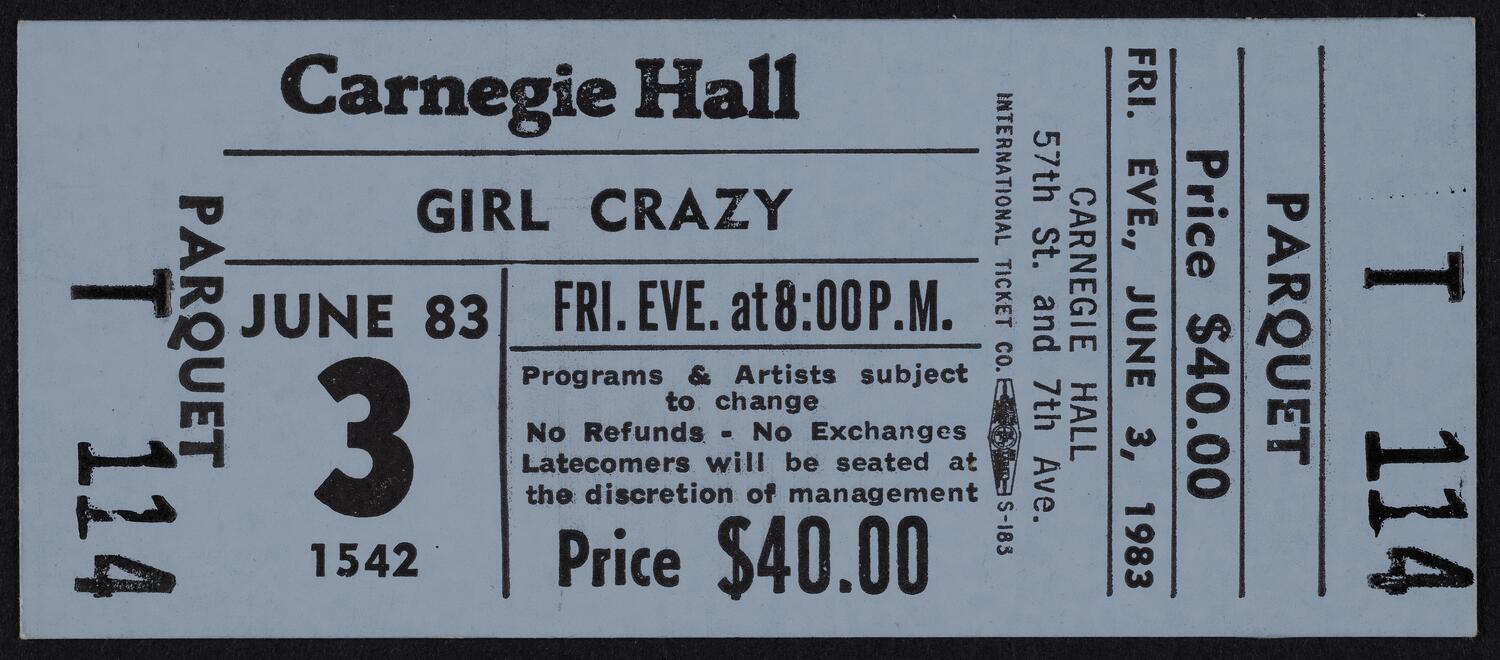 T 114
PARQUET
Carnegie Hall
GIRL CRAZY
JUNE 83
3
1542
FRI. EVE. at 8:00 P.M.
Programs & Artists subject
to change
No Refunds - No Exchanges
Latecomers will be seated at
the discretion of management
Price $40.00
INTERNATIONAL TICKET CO. S-183
CARNEGIE HALL
57th St. and 7th Ave.
FRI. EVE., JUNE 3, 1983
Price $40.00
PARQUET
T 114